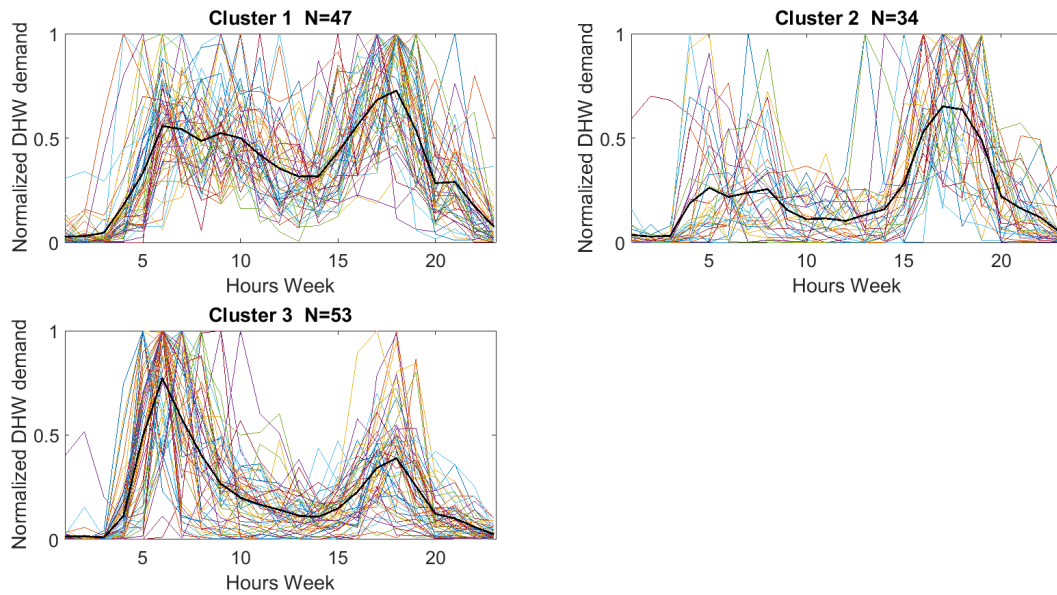 Cluster 1 N=47
Normalized DHW demand
1
0.5
0
5 10 15 20
Hours Week
Cluster 2 N=34
Normalized DHW demand
1
0.5
0
5 10 15 20
Hours Week
Cluster 3 N=53
Normalized DHW demand
1
0.5
0
5 10 15 20
Hours Week